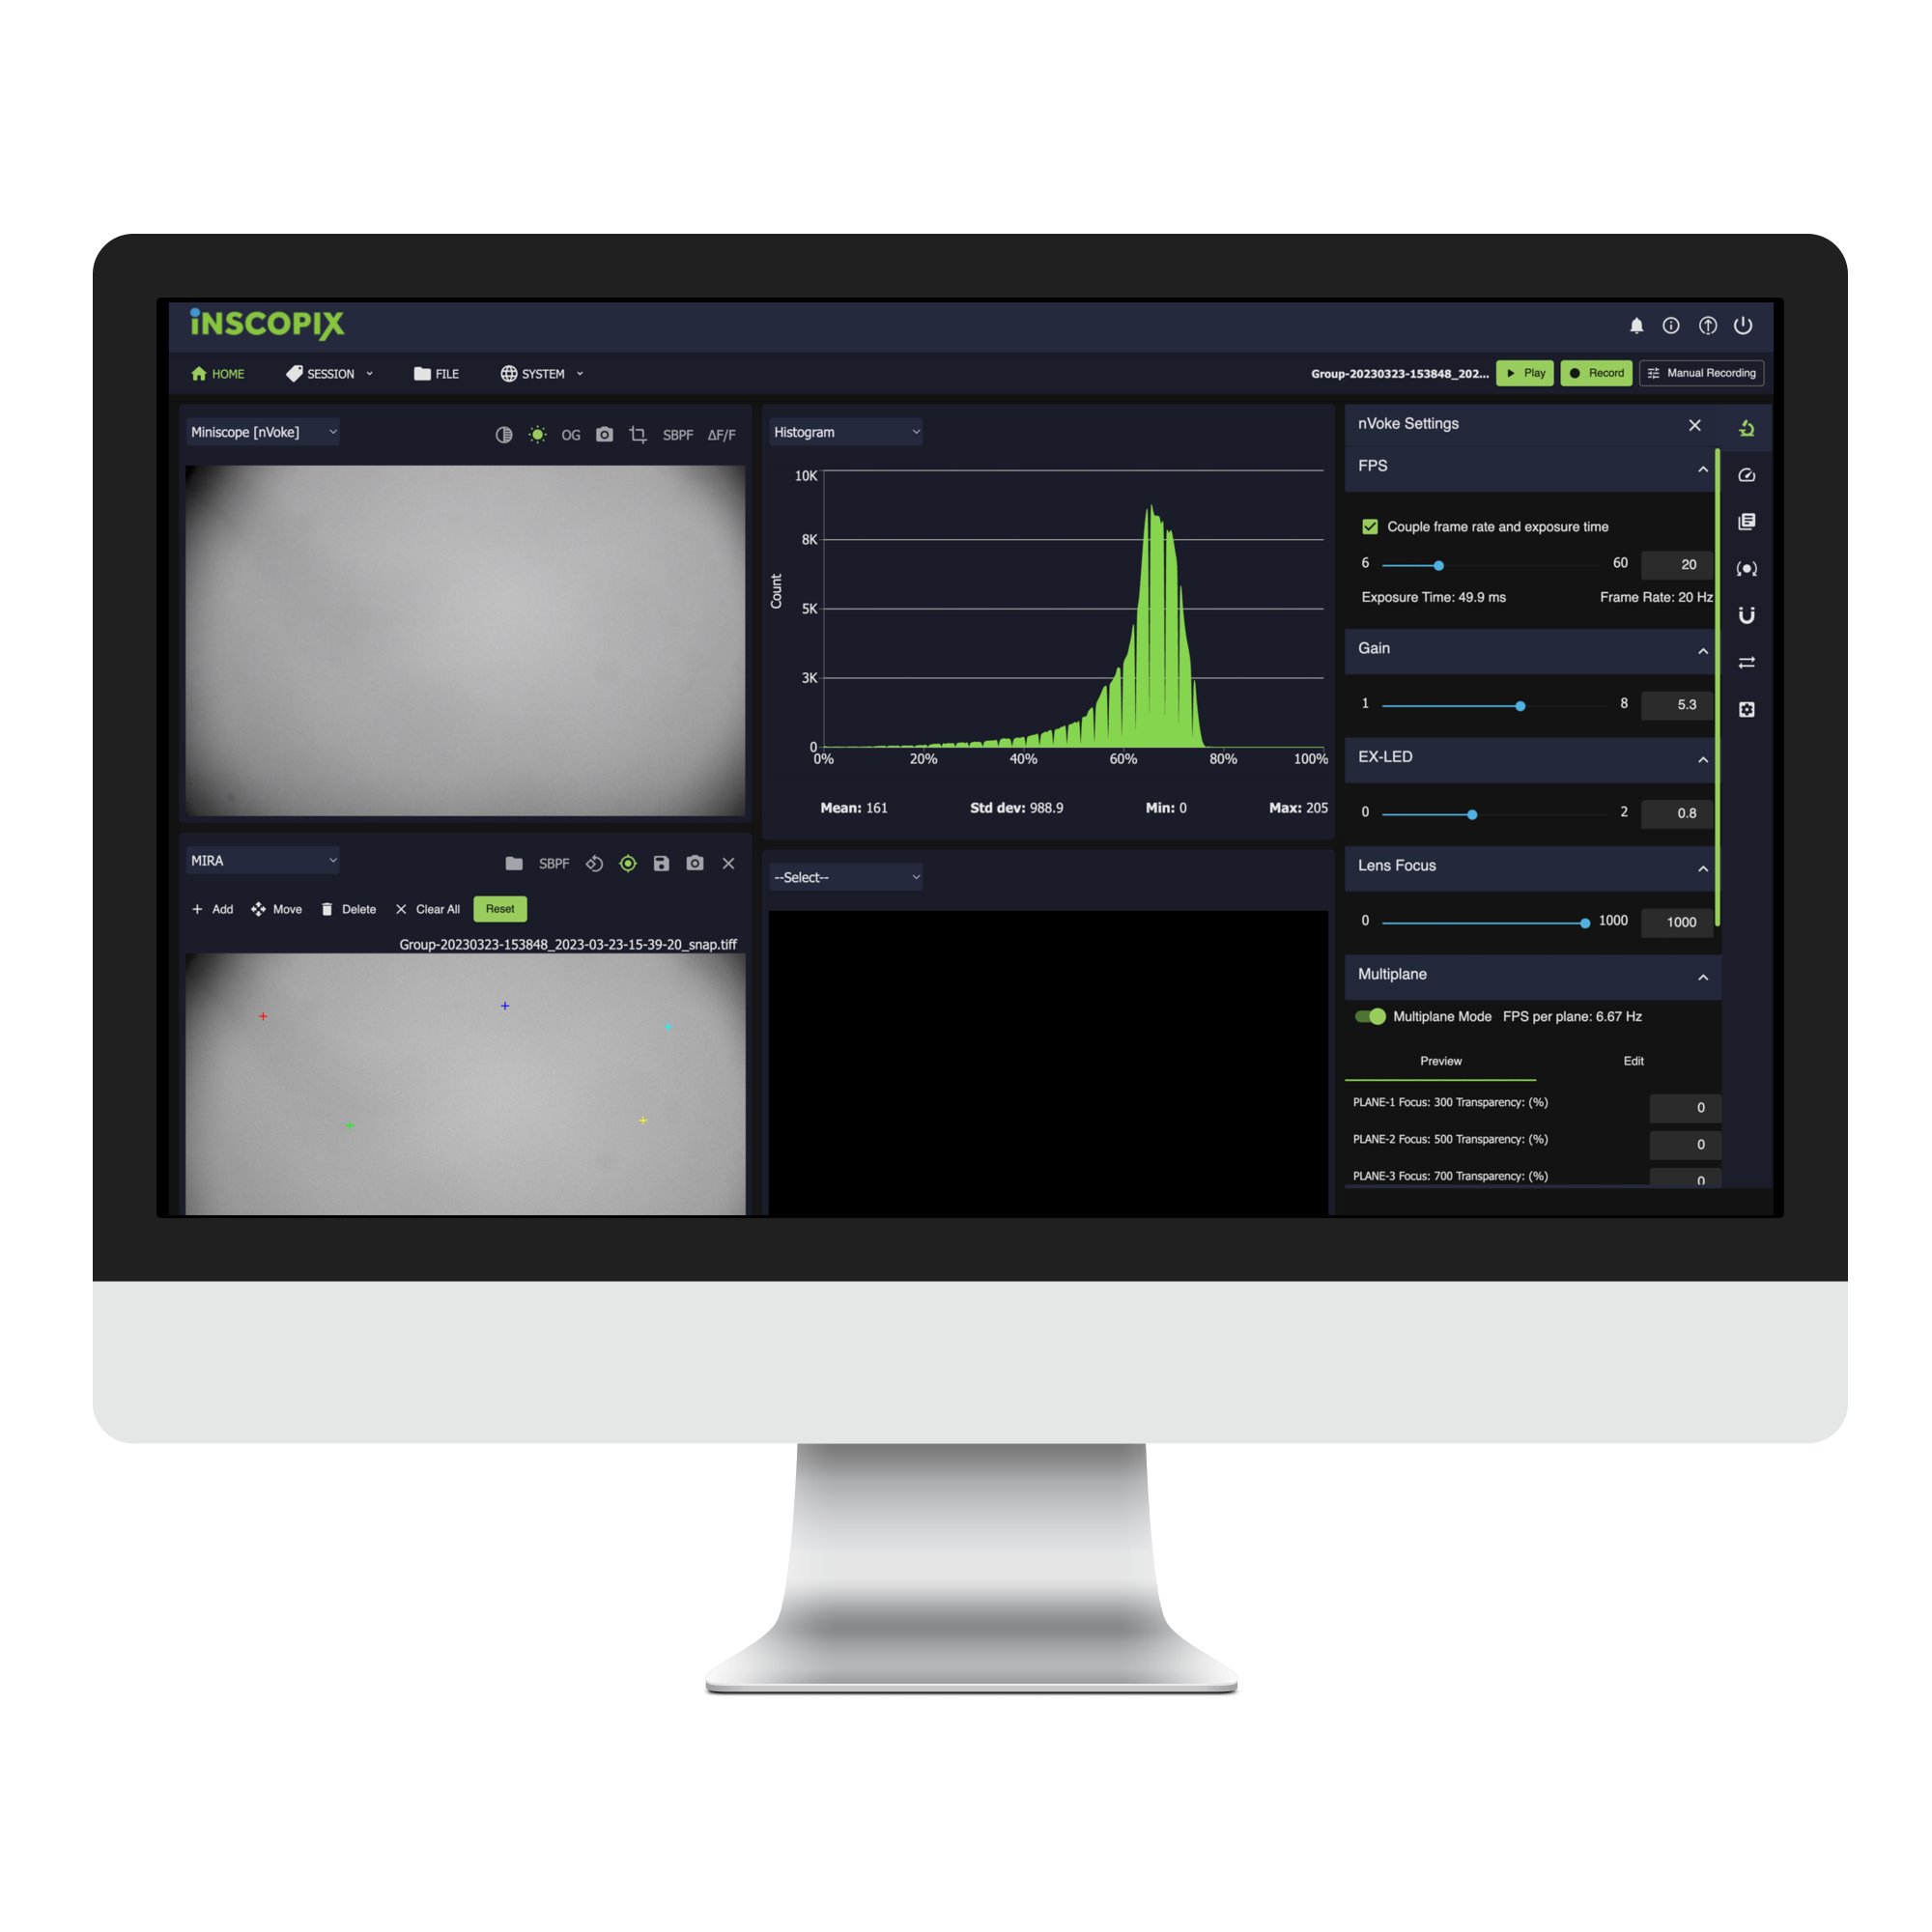 iNSCOPIX
HOME SESSION FILE SYSTEM Group-20230323-153848_202... Play Record Manual Recording
Miniscope [nVoke] OG SBPF ΔF/F
Histogram
10K
8K
5K
3K
0
Count
0% 20% 40% 60% 80% 100%
Mean: 161 Std dev: 988.9 Min: 0 Max: 205
nVoke Settings
FPS
Couple frame rate and exposure time
6 60 20
Exposure Time: 49.9 ms Frame Rate: 20 Hz
Gain
1 8 5.3
EX-LED
0 2 0.8
Lens Focus
0 1000 1000
Multiplane
Multiplane Mode FPS per plane: 6.67 Hz
Preview Edit
PLANE-1 Focus: 300 Transparency: (%) 0
PLANE-2 Focus: 500 Transparency: (%) 0
PLANE-3 Focus: 700 Transparency: (%) 0
MIRA SBPF
Add Move Delete Clear All Reset
Group-20230323-153848_2023-03-23-15-39-20_snap.tiff
--Select--